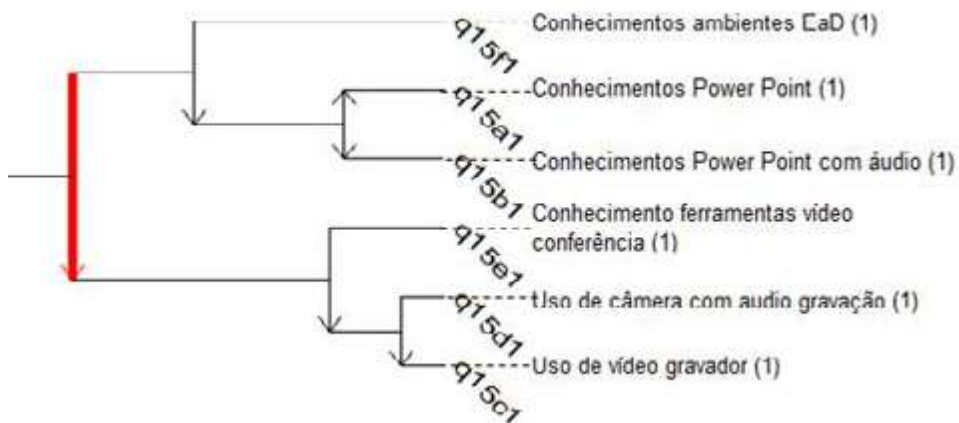 q15f1 Conhecimentos ambientes EaD (1)
q15a1 Conhecimentos Power Point (1)
q15b1 Conhecimentos Power Point com áudio (1)
q15e1 Conhecimento ferramentas vídeo
conferência (1)
q15d1 Uso de câmera com audio gravação (1)
q15c1 Uso de vídeo gravador (1)